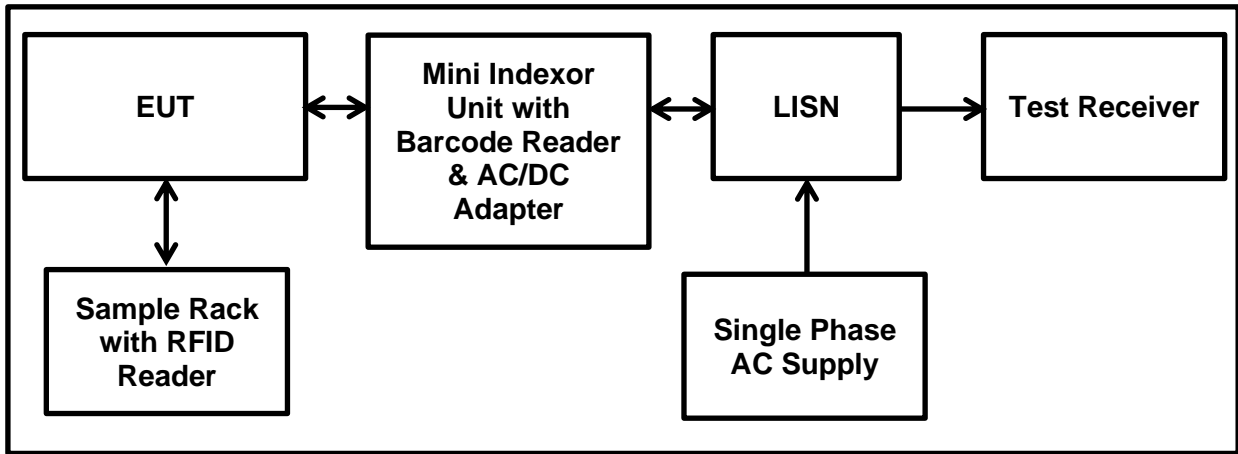 EUT
Mini Indexor
Unit with
Barcode Reader
& AC/DC
Adapter
LISN
Test Receiver
Sample Rack
with RFID
Reader
Single Phase
AC Supply